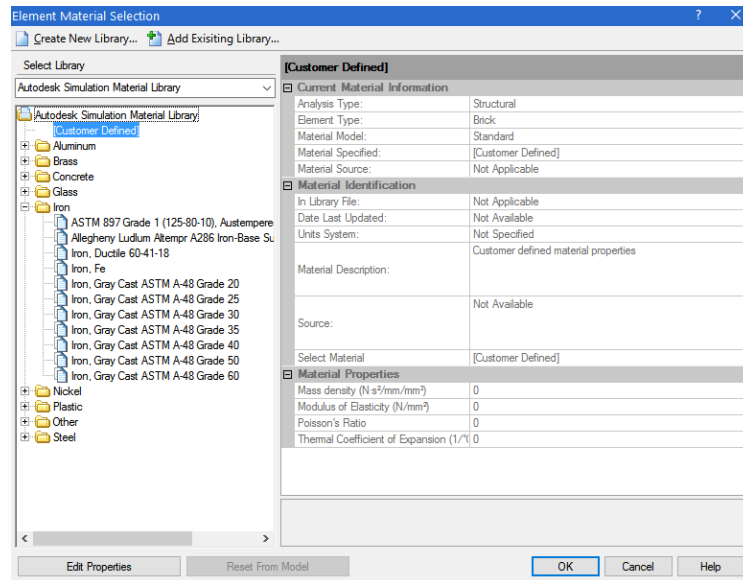 Element Material Selection
Create New Library... Add Exisiting Library...
Select Library
Autodesk Simulation Material Library
Autodesk Simulation Material Library
[Customer Defined]
Aluminum
Brass
Concrete
Glass
Iron
ASTM 897 Grade 1 (125-80-10), Austempere
Allegheny Ludlum Altempr A286 Iron-Base Su
Iron, Ductile 60-41-18
Iron, Fe
Iron, Gray Cast ASTM A-48 Grade 20
Iron, Gray Cast ASTM A-48 Grade 25
Iron, Gray Cast ASTM A-48 Grade 30
Iron, Gray Cast ASTM A-48 Grade 35
Iron, Gray Cast ASTM A-48 Grade 40
Iron, Gray Cast ASTM A-48 Grade 50
Iron, Gray Cast ASTM A-48 Grade 60
Nickel
Plastic
Other
Steel
[Customer Defined]
Current Material Information
Analysis Type: Structural
Element Type: Brick
Material Model: Standard
Material Specified: [Customer Defined]
Material Source: Not Applicable
Material Identification
In Library File: Not Applicable
Date Last Updated: Not Available
Units System: Not Specified
Material Description: Customer defined material properties
Source: Not Available
Select Material [Customer Defined]
Material Properties
Mass density (N·s²/mm/mm³) 0
Modulus of Elasticity (N/mm²) 0
Poisson's Ratio 0
Thermal Coefficient of Expansion (1/°( 0
Edit Properties Reset From Model OK Cancel Help